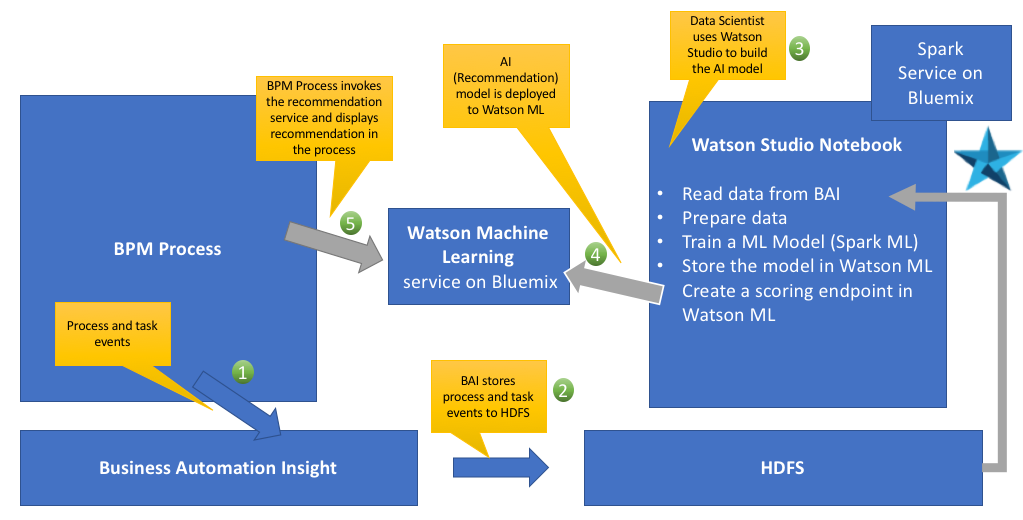 Data Scientist
uses Watson
Studio to build
the AI model
3
Spark
Service on
Bluemix
AI
(Recommendation)
model is deployed
to Watson ML
BPM Process invokes
the recommendation
service and displays
recommendation in
the process
Watson Studio Notebook
• Read data from BAI
• Prepare data
• Train a ML Model (Spark ML)
• Store the model in Watson ML
• Create a scoring endpoint in
Watson ML
5
BPM Process
Watson Machine
Learning
service on Bluemix
4
Process and task
events
1
BAI stores
process and task
events to HDFS
2
Business Automation Insight
HDFS